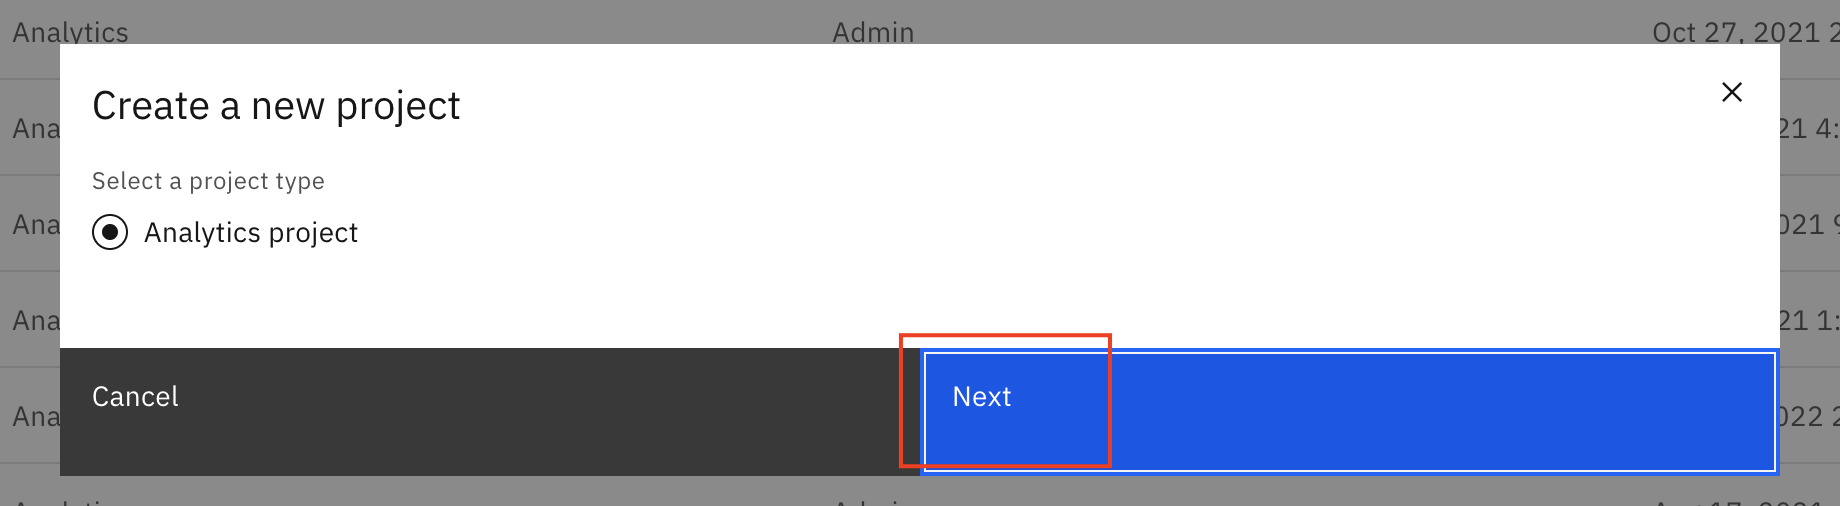 Analytics Admin Oct 27, 2021 2
Create a new project
Ana 21 4:
Select a project type
Ana 021 9
Analytics project
Ana 21 1:
Cancel Next
Ana 022 2